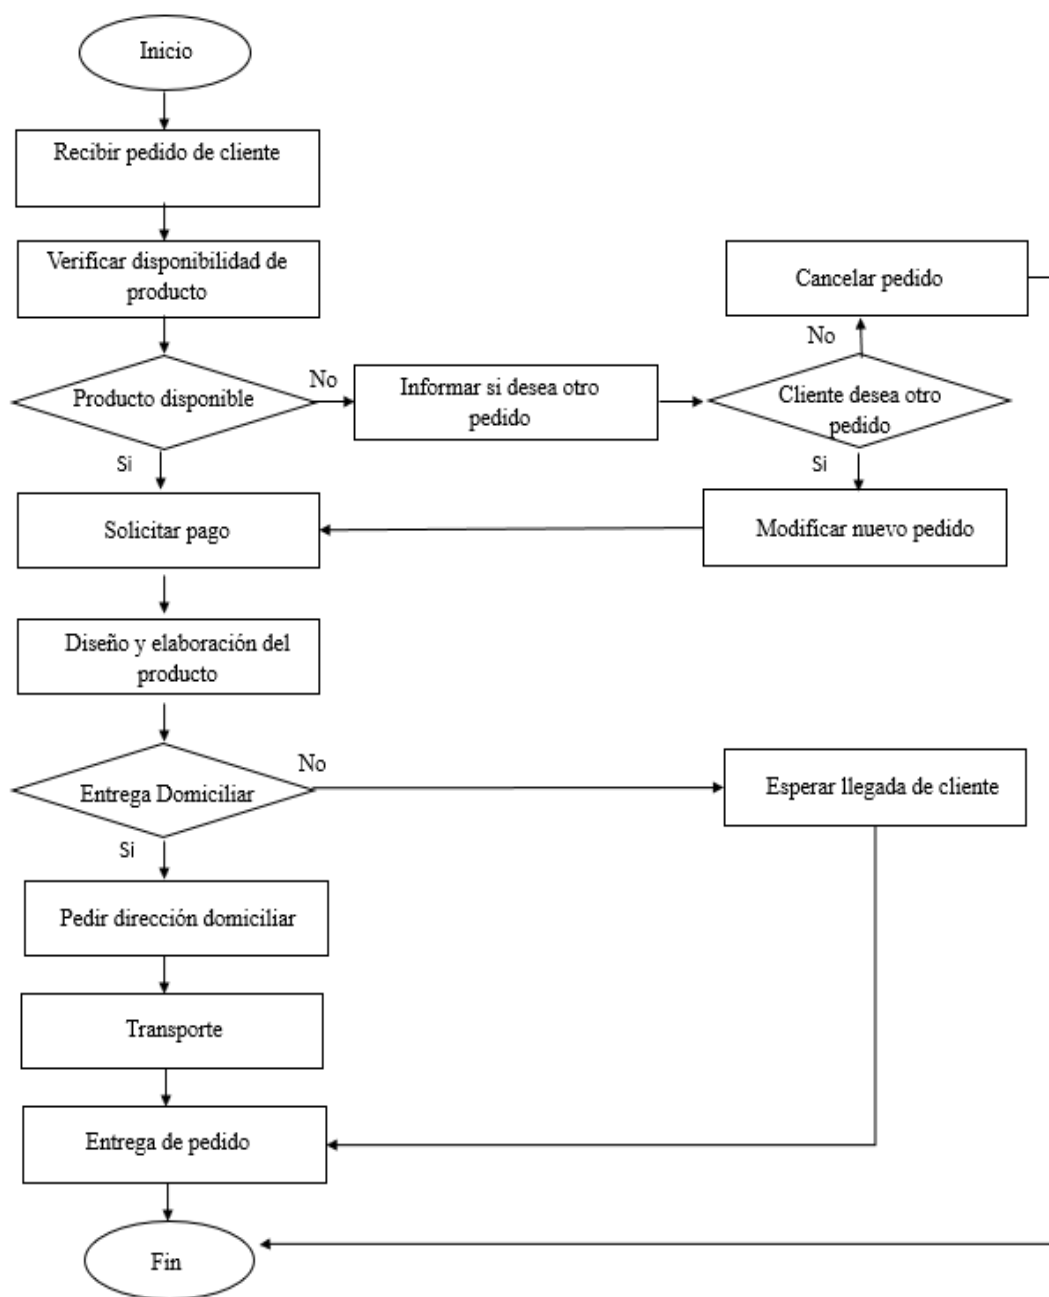 Inicio
Recibir pedido de cliente
Verificar disponibilidad de
producto
Cancelar pedido
No
Producto disponible
No
Informar si desea otro
pedido
Cliente desea otro
pedido
Si
Si
Solicitar pago
Modificar nuevo pedido
Diseño y elaboración del
producto
Entrega Domiciliar
No
Esperar llegada de cliente
Si
Pedir dirección domiciliar
Transporte
Entrega de pedido
Fin